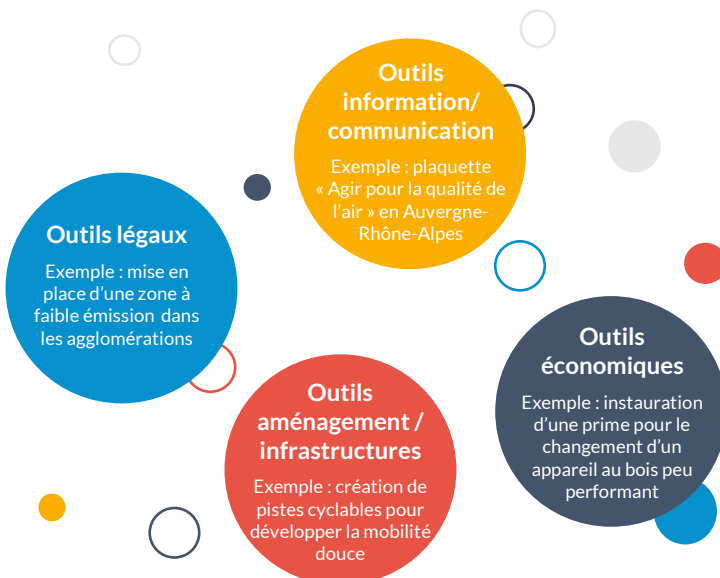 Outils
information/
communication
Exemple : plaquette
« Agir pour la qualité de
l’air » en Auvergne-
Rhône-Alpes
Outils légaux
Exemple : mise en
place d’une zone à
faible émission dans
les agglomérations
Outils
économiques
Exemple : instauration
d’une prime pour le
changement d’un
appareil au bois peu
performant
Outils
aménagement /
infrastructures
Exemple : création de
pistes cyclables pour
développer la mobilité
douce